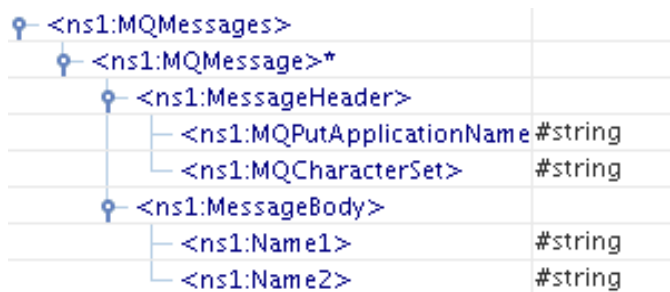 <ns1:MQMessages>
<ns1:MQMessage>*
<ns1:MessageHeader>
<ns1:MQPutApplicationName #string
<ns1:MQCharacterSet> #string
<ns1:MessageBody>
<ns1:Name1> #string
<ns1:Name2> #string